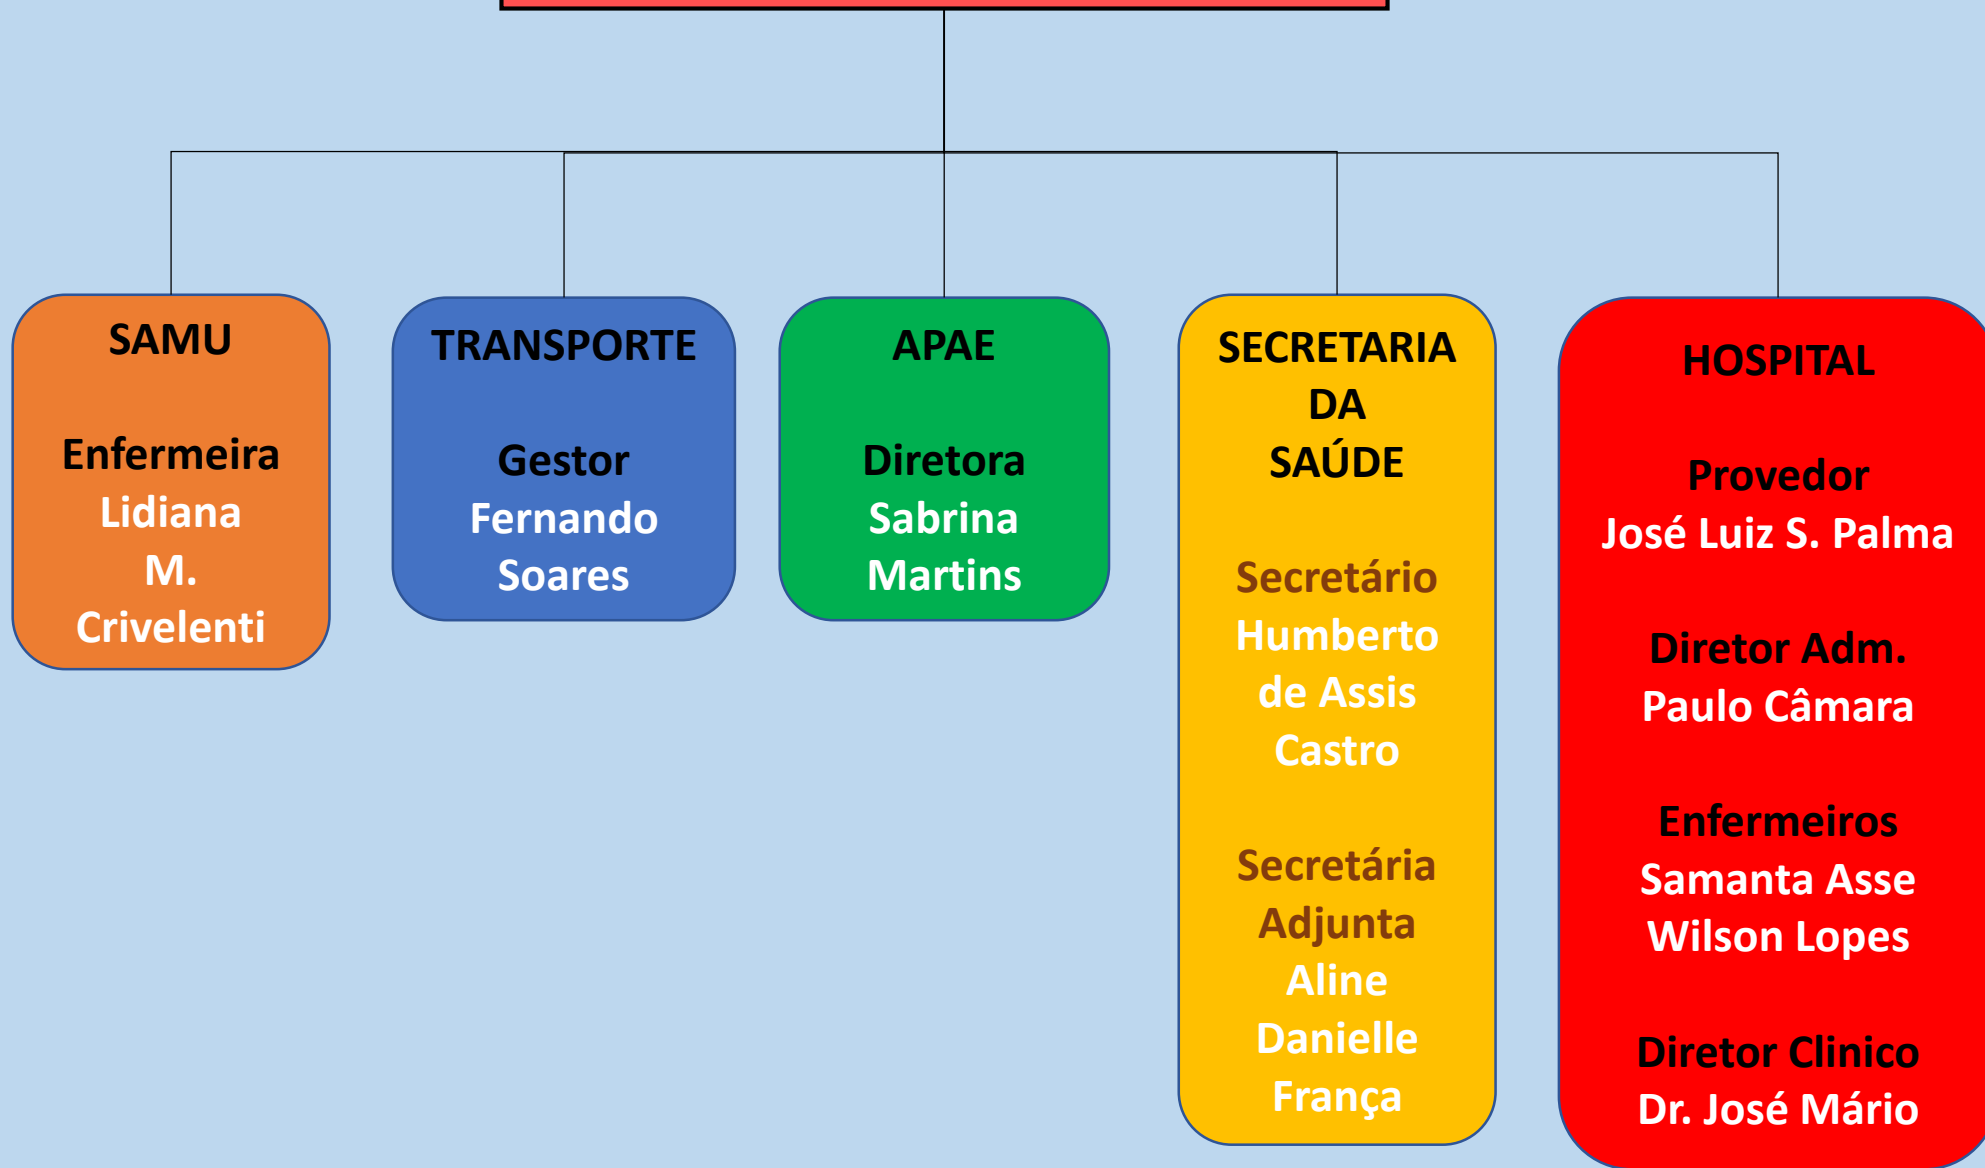 SAMU
Enfermeira
Lidiana
M.
Crivelenti
TRANSPORTE
Gestor
Fernando
Soares
APAE
Diretora
Sabrina
Martins
SECRETARIA
DA
SAÚDE
Secretário
Humberto
de Assis
Castro
Secretária
Adjunta
Aline
Danielle
França
HOSPITAL
Provedor
José Luiz S. Palma
Diretor Adm.
Paulo Câmara
Enfermeiros
Samanta Asse
Wilson Lopes
Diretor Clinico
Dr. José Mário